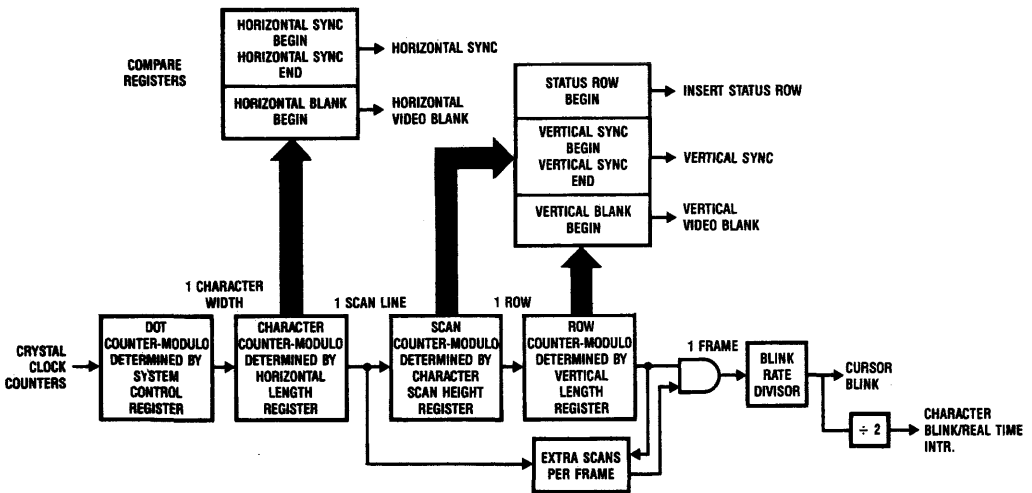 COMPARE
REGISTERS
HORIZONTAL SYNC
BEGIN
HORIZONTAL SYNC
END
HORIZONTAL BLANK
BEGIN
HORIZONTAL SYNC
HORIZONTAL
VIDEO BLANK
STATUS ROW
BEGIN
VERTICAL SYNC
BEGIN
VERTICAL SYNC
END
VERTICAL BLANK
BEGIN
INSERT STATUS ROW
VERTICAL SYNC
VERTICAL
VIDEO BLANK
CRYSTAL
CLOCK
COUNTERS
DOT
COUNTER-MODULO
DETERMINED BY
SYSTEM
CONTROL
REGISTER
1 CHARACTER
WIDTH
CHARACTER
COUNTER-MODULO
DETERMINED BY
HORIZONTAL
LENGTH
REGISTER
1 SCAN LINE
SCAN
COUNTER-MODULO
DETERMINED BY
CHARACTER
SCAN HEIGHT
REGISTER
1 ROW
ROW
COUNTER-MODULO
DETERMINED BY
VERTICAL
LENGTH
REGISTER
1 FRAME
BLINK
RATE
DIVISOR
CURSOR
BLINK
÷ 2
CHARACTER
BLINK/REAL TIME
INTR.
EXTRA SCANS
PER FRAME